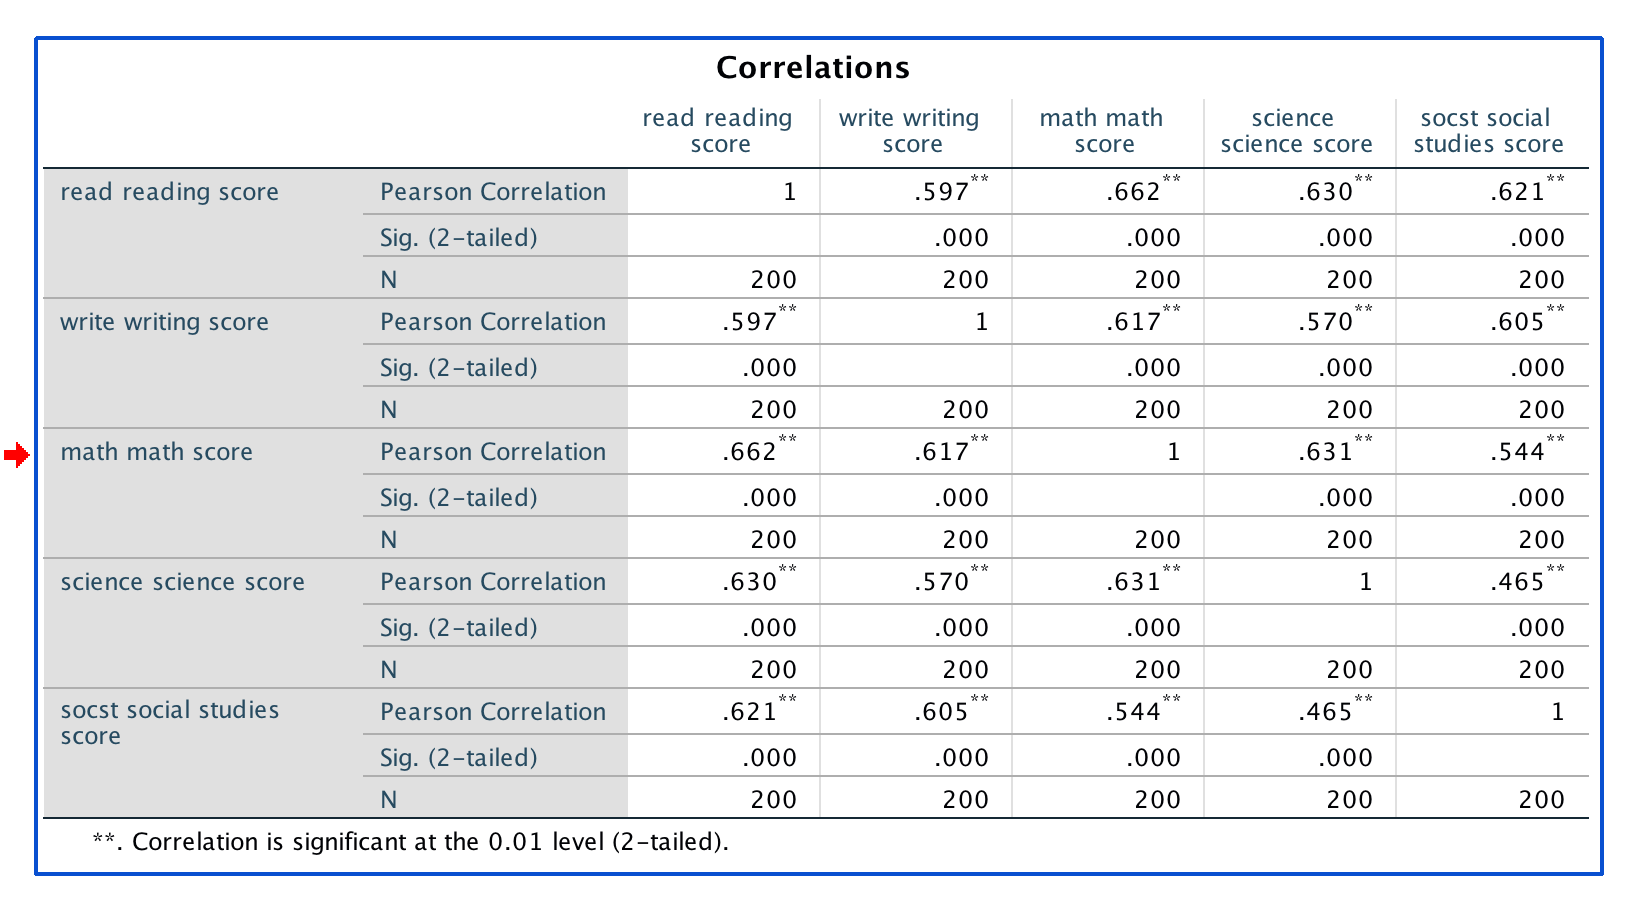 Correlations
read reading score write writing score math math score science science score socst social studies score
read reading score Pearson Correlation 1 .597** .662** .630** .621**
Sig. (2-tailed) .000 .000 .000 .000
N 200 200 200 200 200
write writing score Pearson Correlation .597** 1 .617** .570** .605**
Sig. (2-tailed) .000 .000 .000 .000
N 200 200 200 200 200
math math score Pearson Correlation .662** .617** 1 .631** .544**
Sig. (2-tailed) .000 .000 .000 .000
N 200 200 200 200 200
science science score Pearson Correlation .630** .570** .631** 1 .465**
Sig. (2-tailed) .000 .000 .000 .000
N 200 200 200 200 200
socst social studies score Pearson Correlation .621** .605** .544** .465** 1
Sig. (2-tailed) .000 .000 .000 .000
N 200 200 200 200 200
**. Correlation is significant at the 0.01 level (2-tailed).